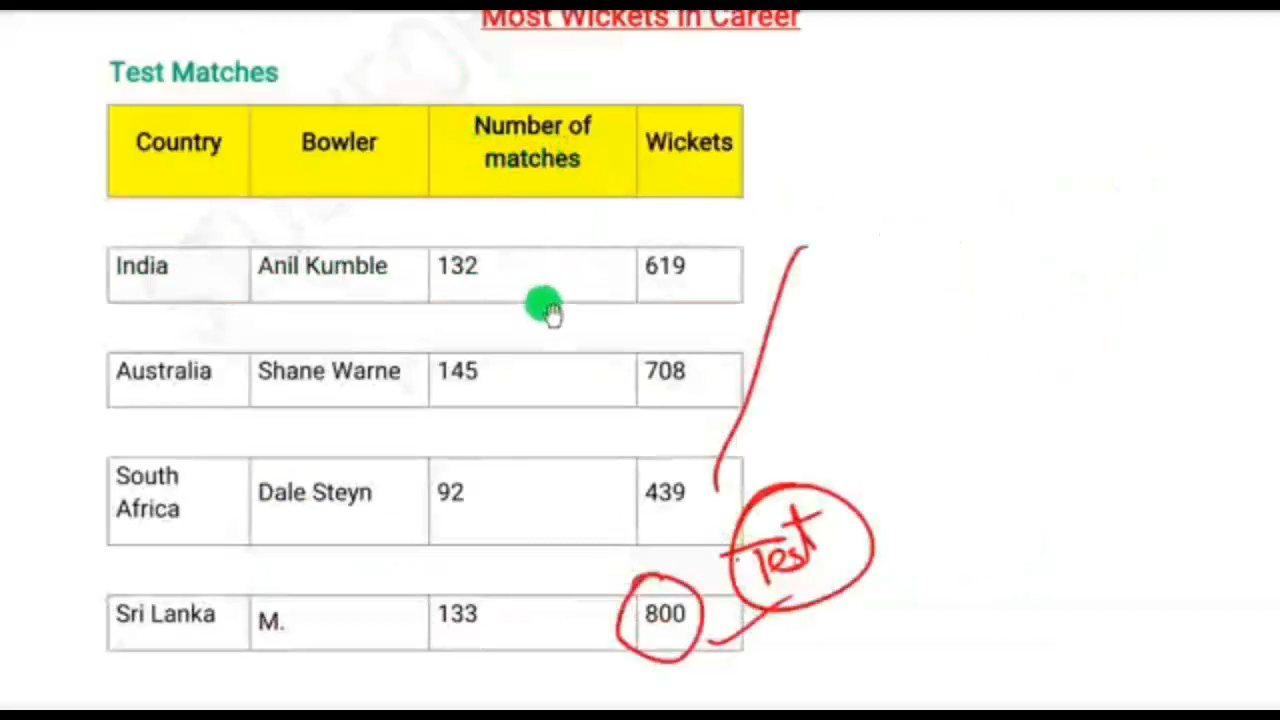 Most Wickets in Career
Test Matches
Country Bowler Number of matches Wickets
India Anil Kumble 132 619
Australia Shane Warne 145 708
South Africa Dale Steyn 92 439
Test
Sri Lanka M. 133 800